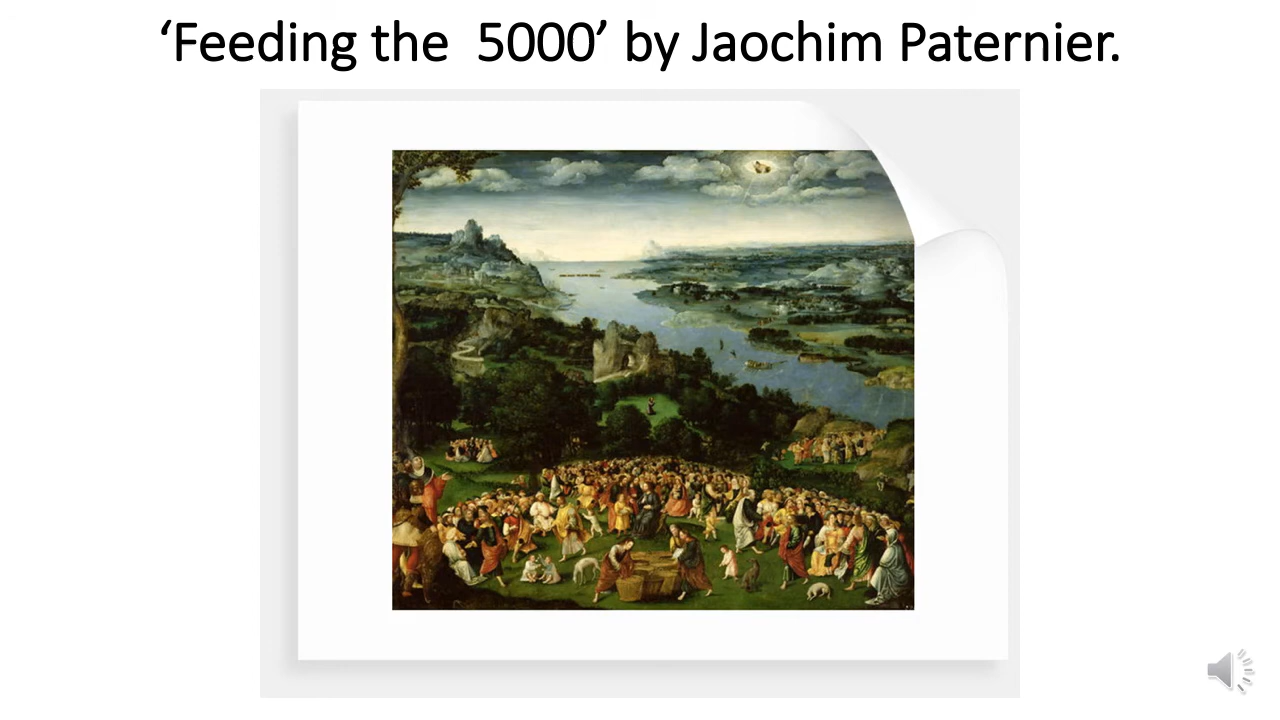 ‘Feeding the  5000’ by Jaochim Paternier.